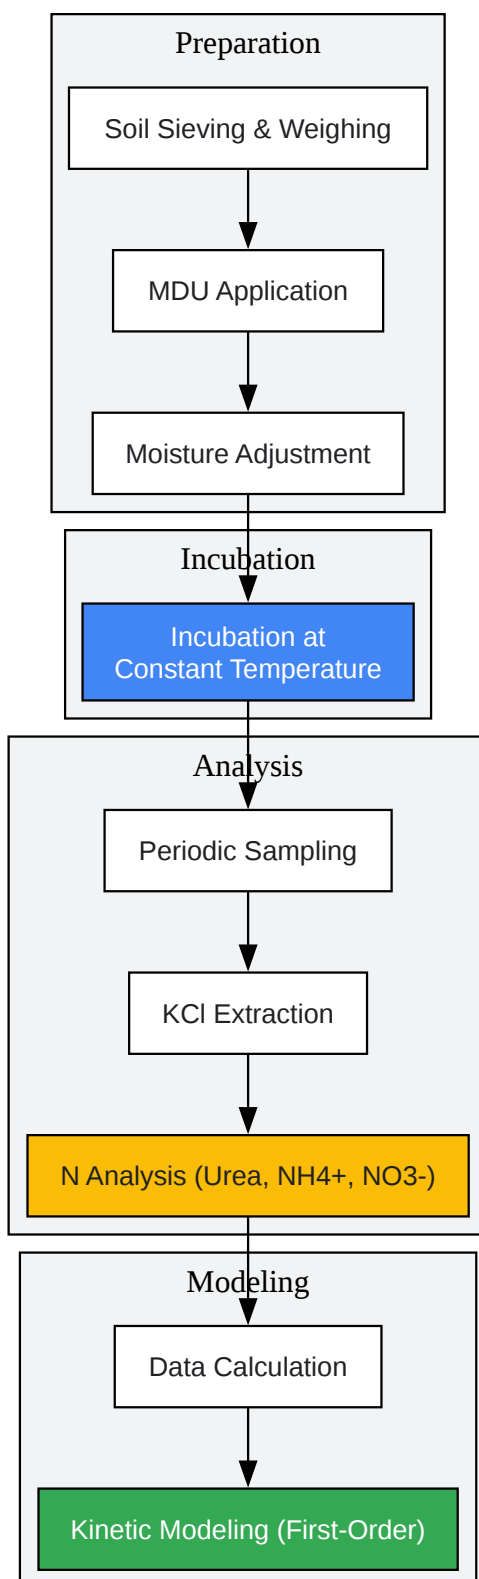 Preparation
Soil Sieving & Weighing
MDU Application
Moisture Adjustment
Incubation
Incubation at
Constant Temperature
Analysis
Periodic Sampling
KCl Extraction
N Analysis (Urea, NH4+, NO3-)
Modeling
Data Calculation
Kinetic Modeling (First-Order)